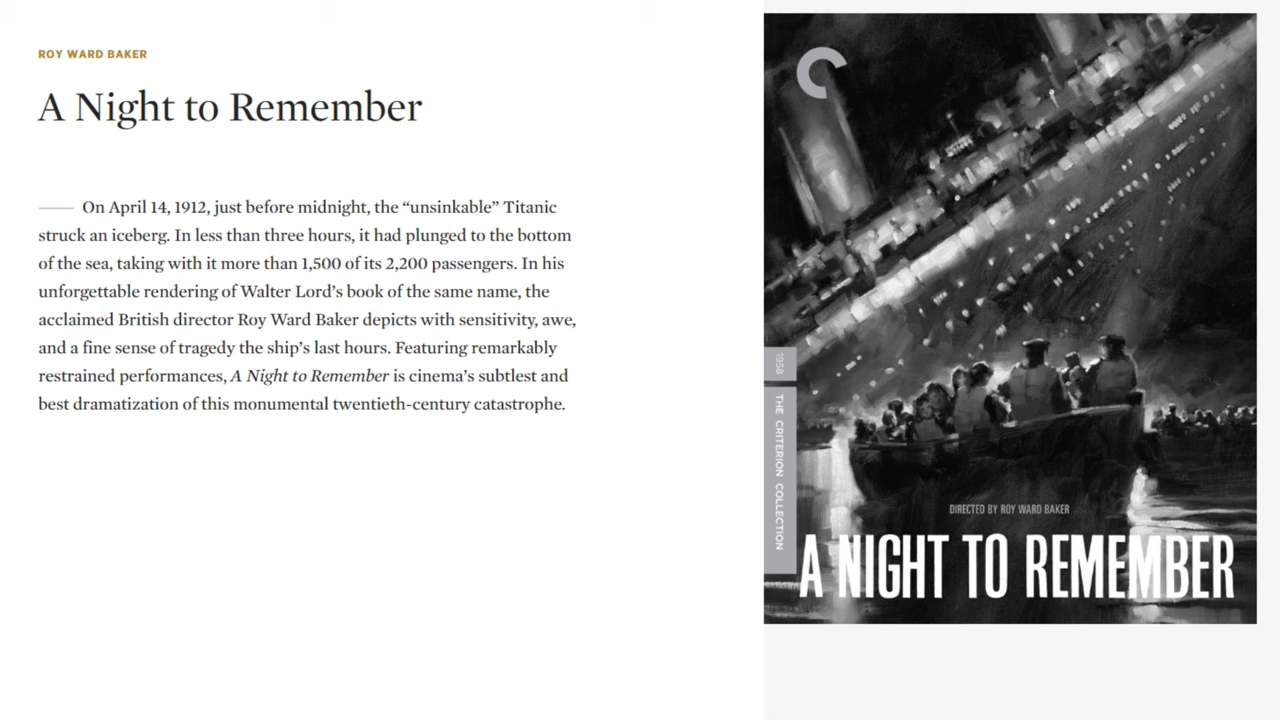 ROY WARD BAKER
A Night to Remember
On April 14, 1912, just before midnight, the “unsinkable” Titanic
struck an iceberg. In less than three hours, it had plunged to the bottom
of the sea, taking with it more than 1,500 of its 2,200 passengers. In his
unforgettable rendering of Walter Lord’s book of the same name, the
acclaimed British director Roy Ward Baker depicts with sensitivity, awe,
and a fine sense of tragedy the ship’s last hours. Featuring remarkably
restrained performances, A Night to Remember is cinema’s subtlest and
best dramatization of this monumental twentieth-century catastrophe.
1958
THE CRITERION COLLECTION
DIRECTED BY ROY WARD BAKER
A NIGHT TO REMEMBER